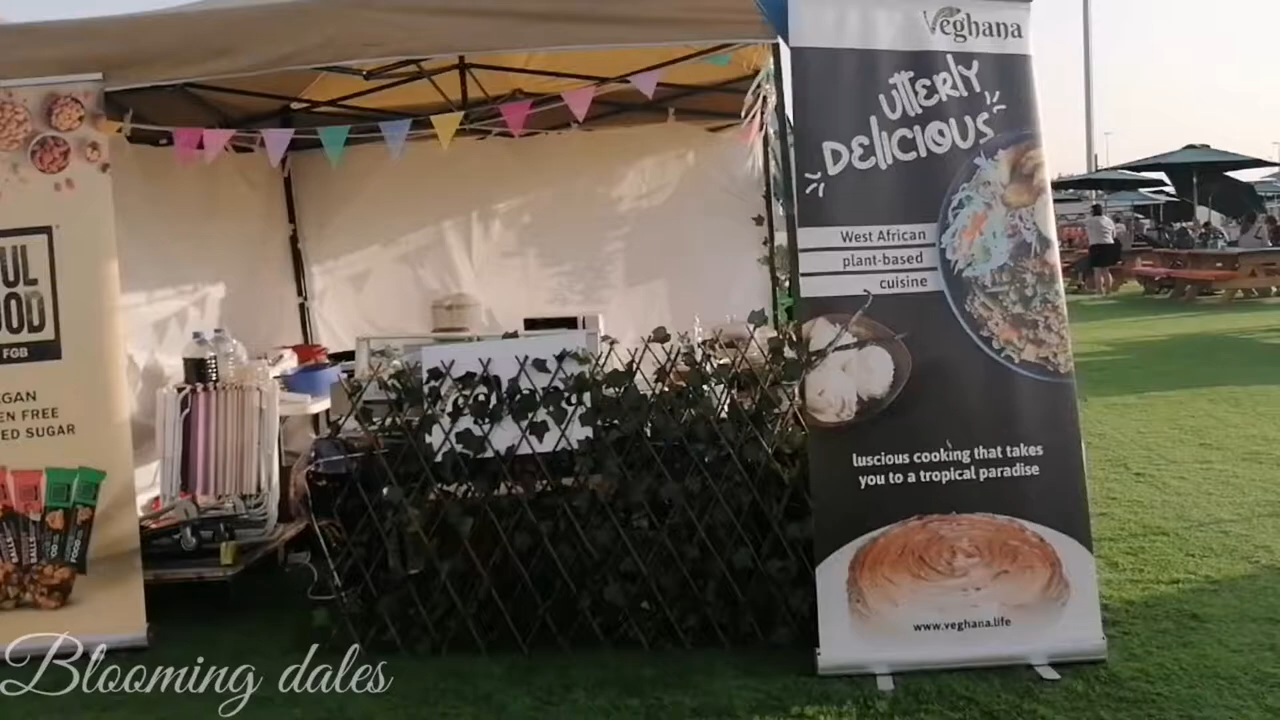 UL
OOD
FGB
GAN
EN FREE
ED SUGAR
Veghana
UTTERLY
DELICIOUS
West African
plant-based
cuisine
luscious cooking that takes
you to a tropical paradise
www.veghana.life
Blooming dales